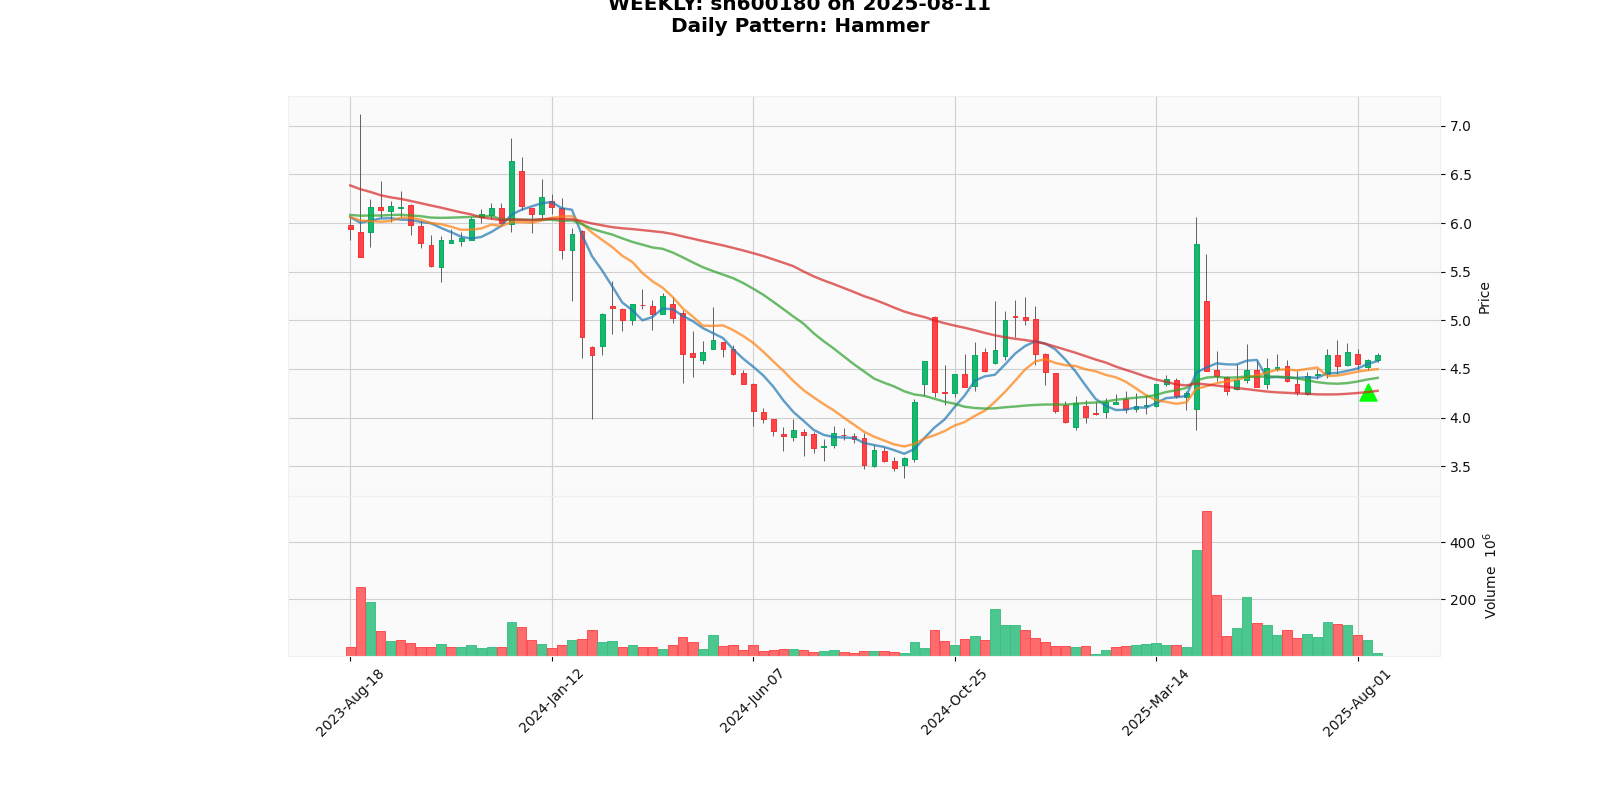 WEEKLY: sh600180 on 2025-08-11
Daily Pattern: Hammer
7.0
6.5
6.0
5.5
5.0
4.5
4.0
3.5
Price
400
200
Volume 10⁶
2023-Aug-18
2024-Jan-12
2024-Jun-07
2024-Oct-25
2025-Mar-14
2025-Aug-01